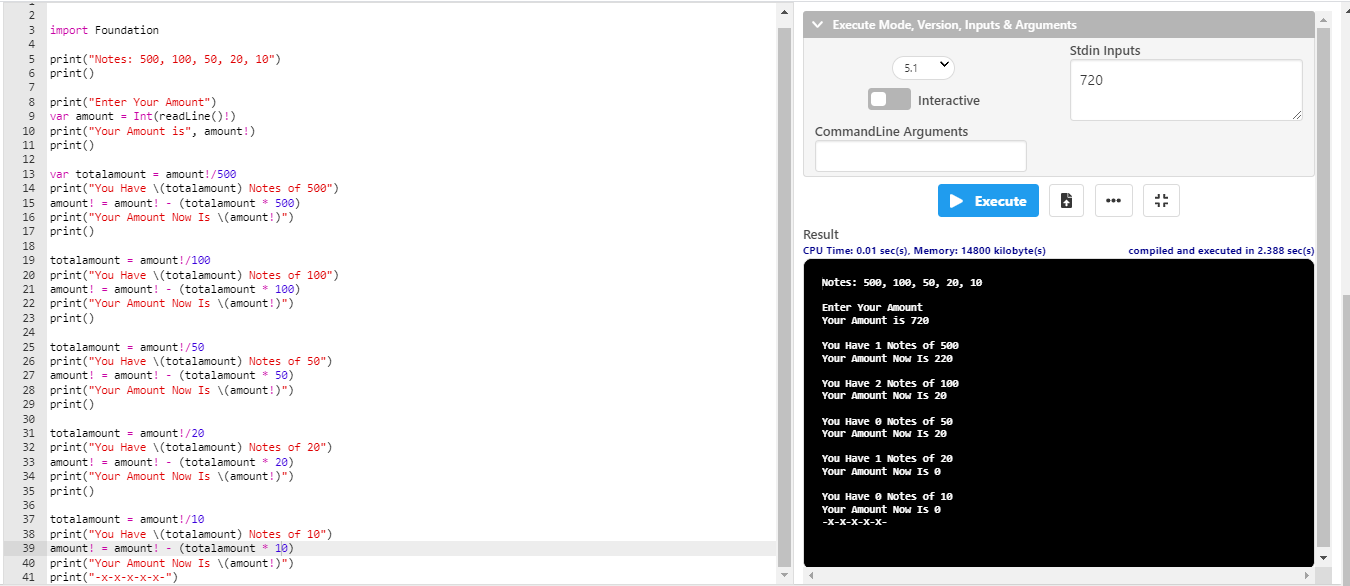 1
2
3 import Foundation
4
5 print("Notes: 500, 100, 50, 20, 10")
6 print()
7
8 print("Enter Your Amount")
9 var amount = Int(readLine()!)
10 print("Your Amount is", amount!)
11 print()
12
13 var totalamount = amount!/500
14 print("You Have \(totalamount) Notes of 500")
15 amount! = amount! - (totalamount * 500)
16 print("Your Amount Now Is \(amount!)")
17 print()
18
19 totalamount = amount!/100
20 print("You Have \(totalamount) Notes of 100")
21 amount! = amount! - (totalamount * 100)
22 print("Your Amount Now Is \(amount!)")
23 print()
24
25 totalamount = amount!/50
26 print("You Have \(totalamount) Notes of 50")
27 amount! = amount! - (totalamount * 50)
28 print("Your Amount Now Is \(amount!)")
29 print()
30
31 totalamount = amount!/20
32 print("You Have \(totalamount) Notes of 20")
33 amount! = amount! - (totalamount * 20)
34 print("Your Amount Now Is \(amount!)")
35 print()
36
37 totalamount = amount!/10
38 print("You Have \(totalamount) Notes of 10")
39 amount! = amount! - (totalamount * 10)
40 print("Your Amount Now Is \(amount!)")
41 print("-x-x-x-x-x-")
Execute Mode, Version, Inputs & Arguments
5.1
Interactive
Stdin Inputs
720
CommandLine Arguments
Execute
Result
CPU Time: 0.01 sec(s), Memory: 14800 kilobyte(s) compiled and executed in 2.388 sec(s)
Notes: 500, 100, 50, 20, 10
Enter Your Amount
Your Amount is 720
You Have 1 Notes of 500
Your Amount Now Is 220
You Have 2 Notes of 100
Your Amount Now Is 20
You Have 0 Notes of 50
Your Amount Now Is 20
You Have 1 Notes of 20
Your Amount Now Is 0
You Have 0 Notes of 10
Your Amount Now Is 0
-x-x-x-x-x-